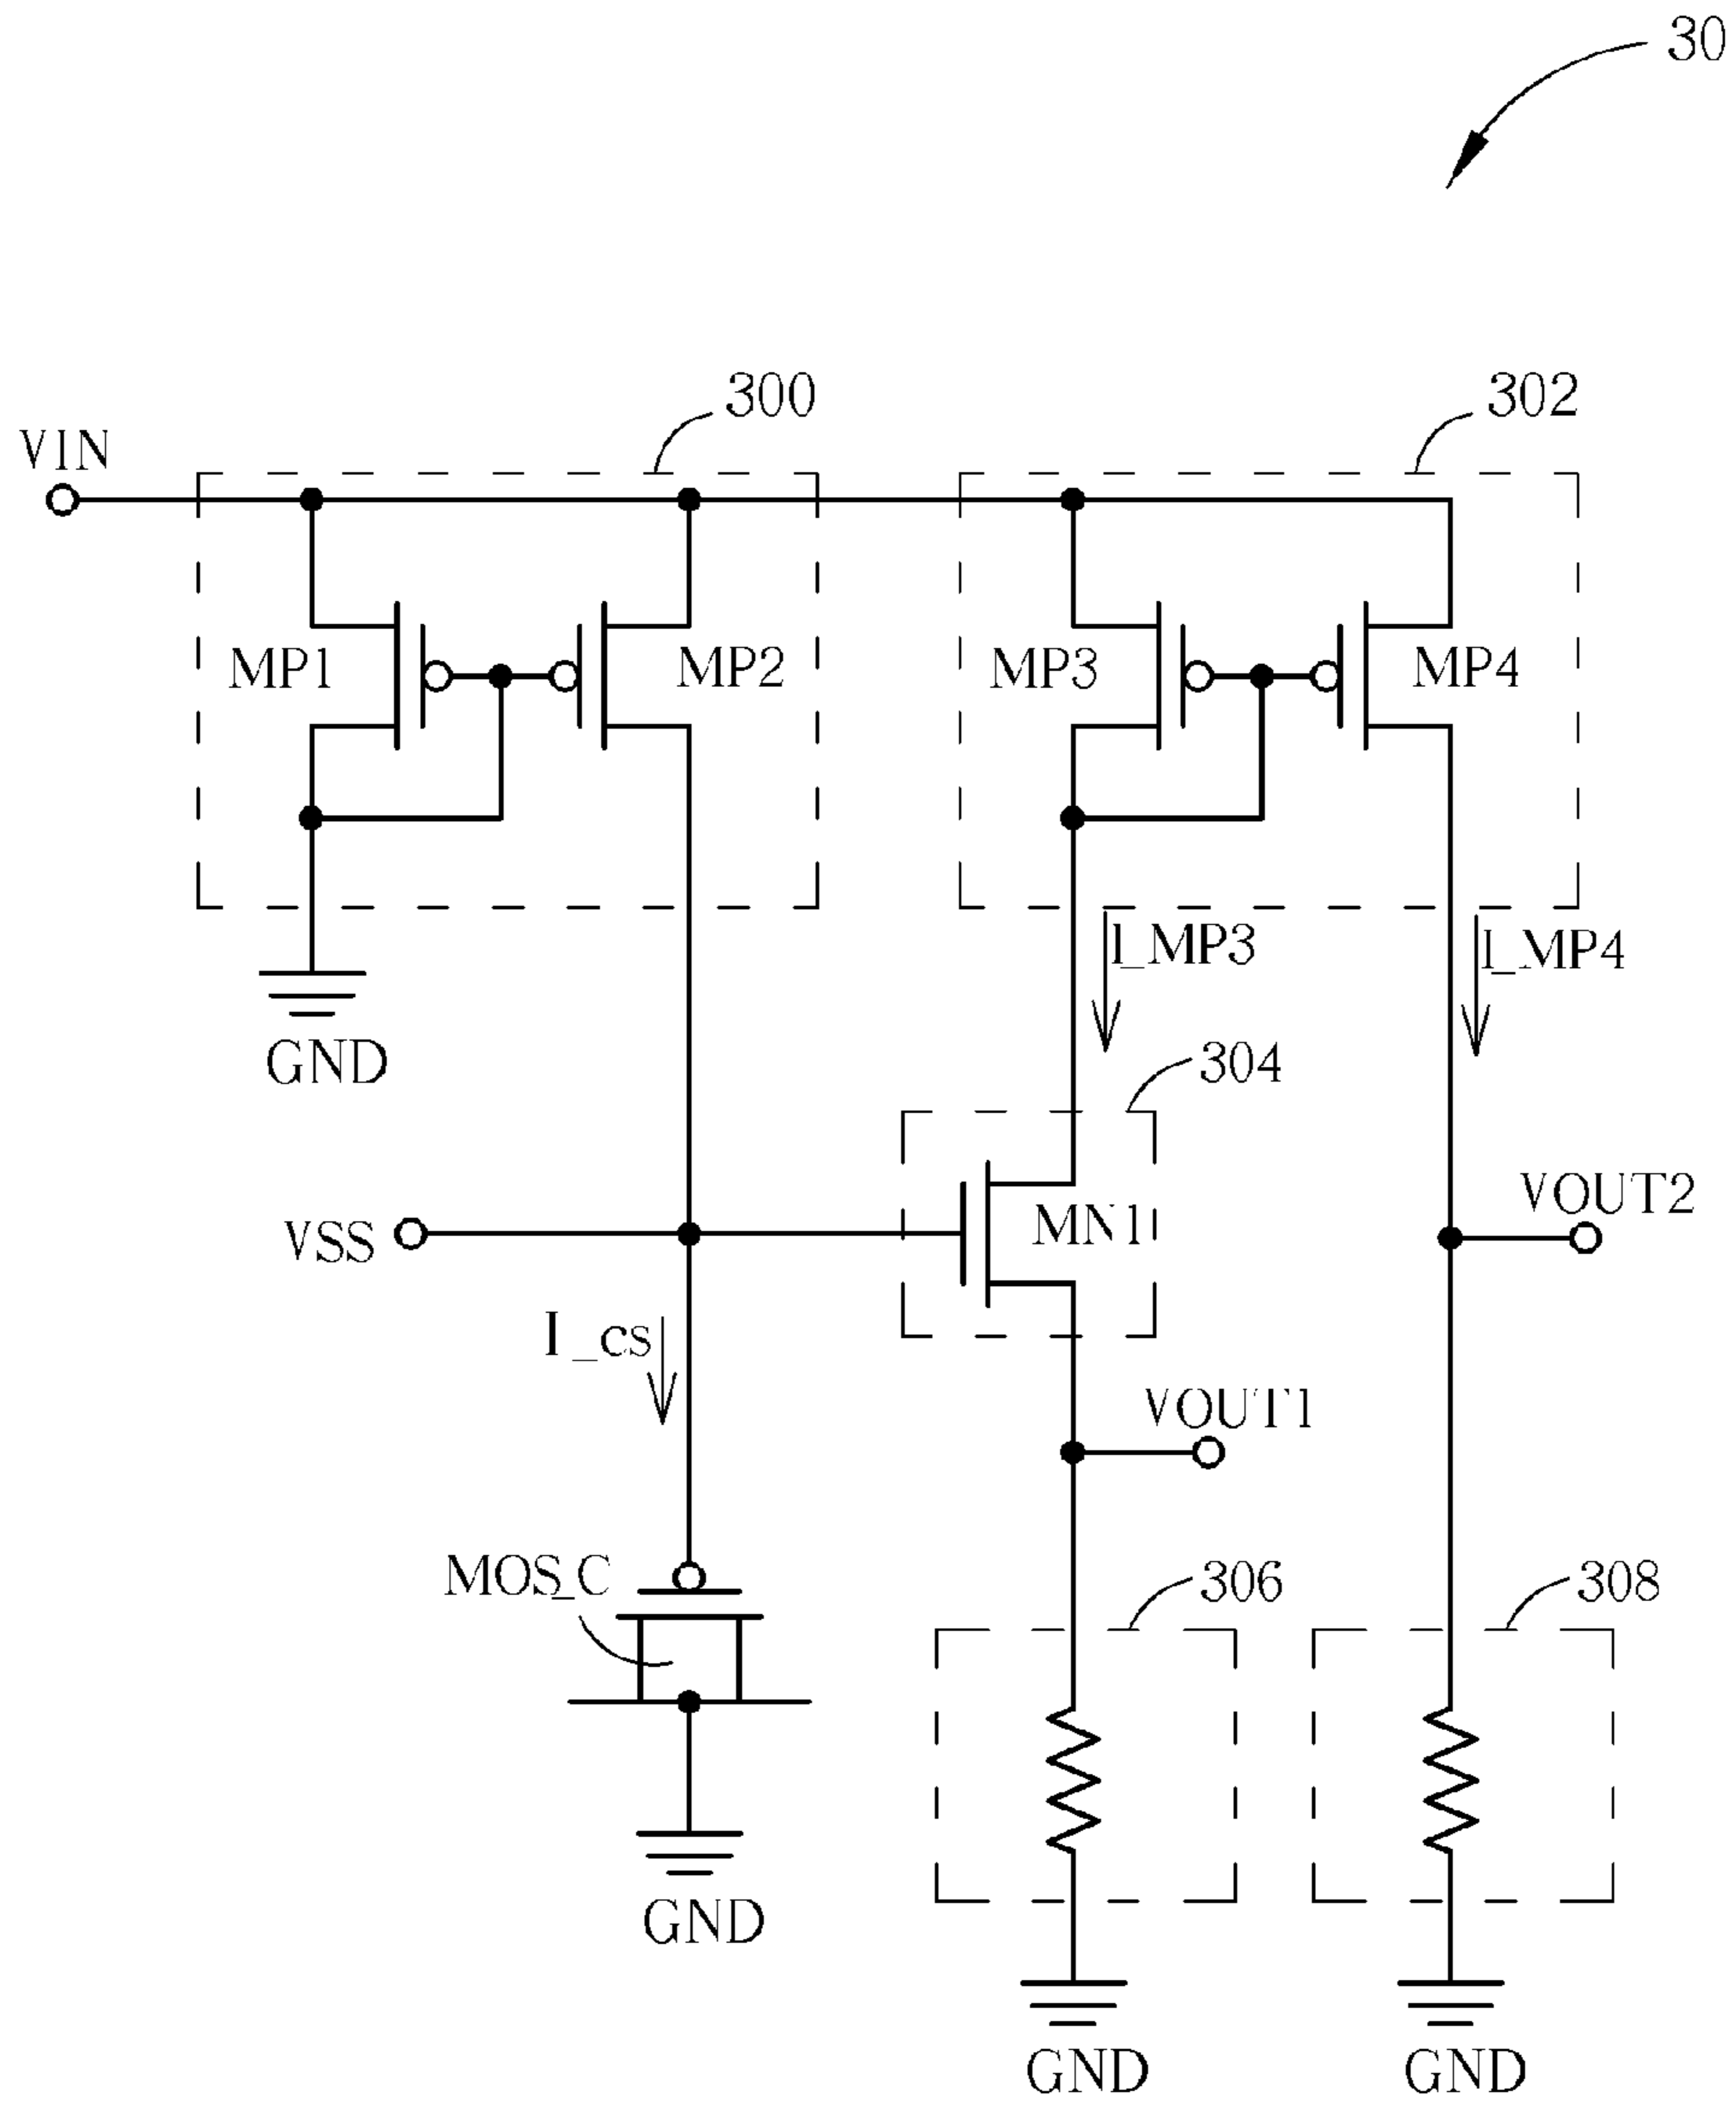 30
300
302
VIN
MP1
MP2
MP3
MP4
I_MP3
I_MP4
GND
304
VOUT2
VSS
MN1
I_cs
VOUT1
MOS_C
306
308
GND
GND
GND